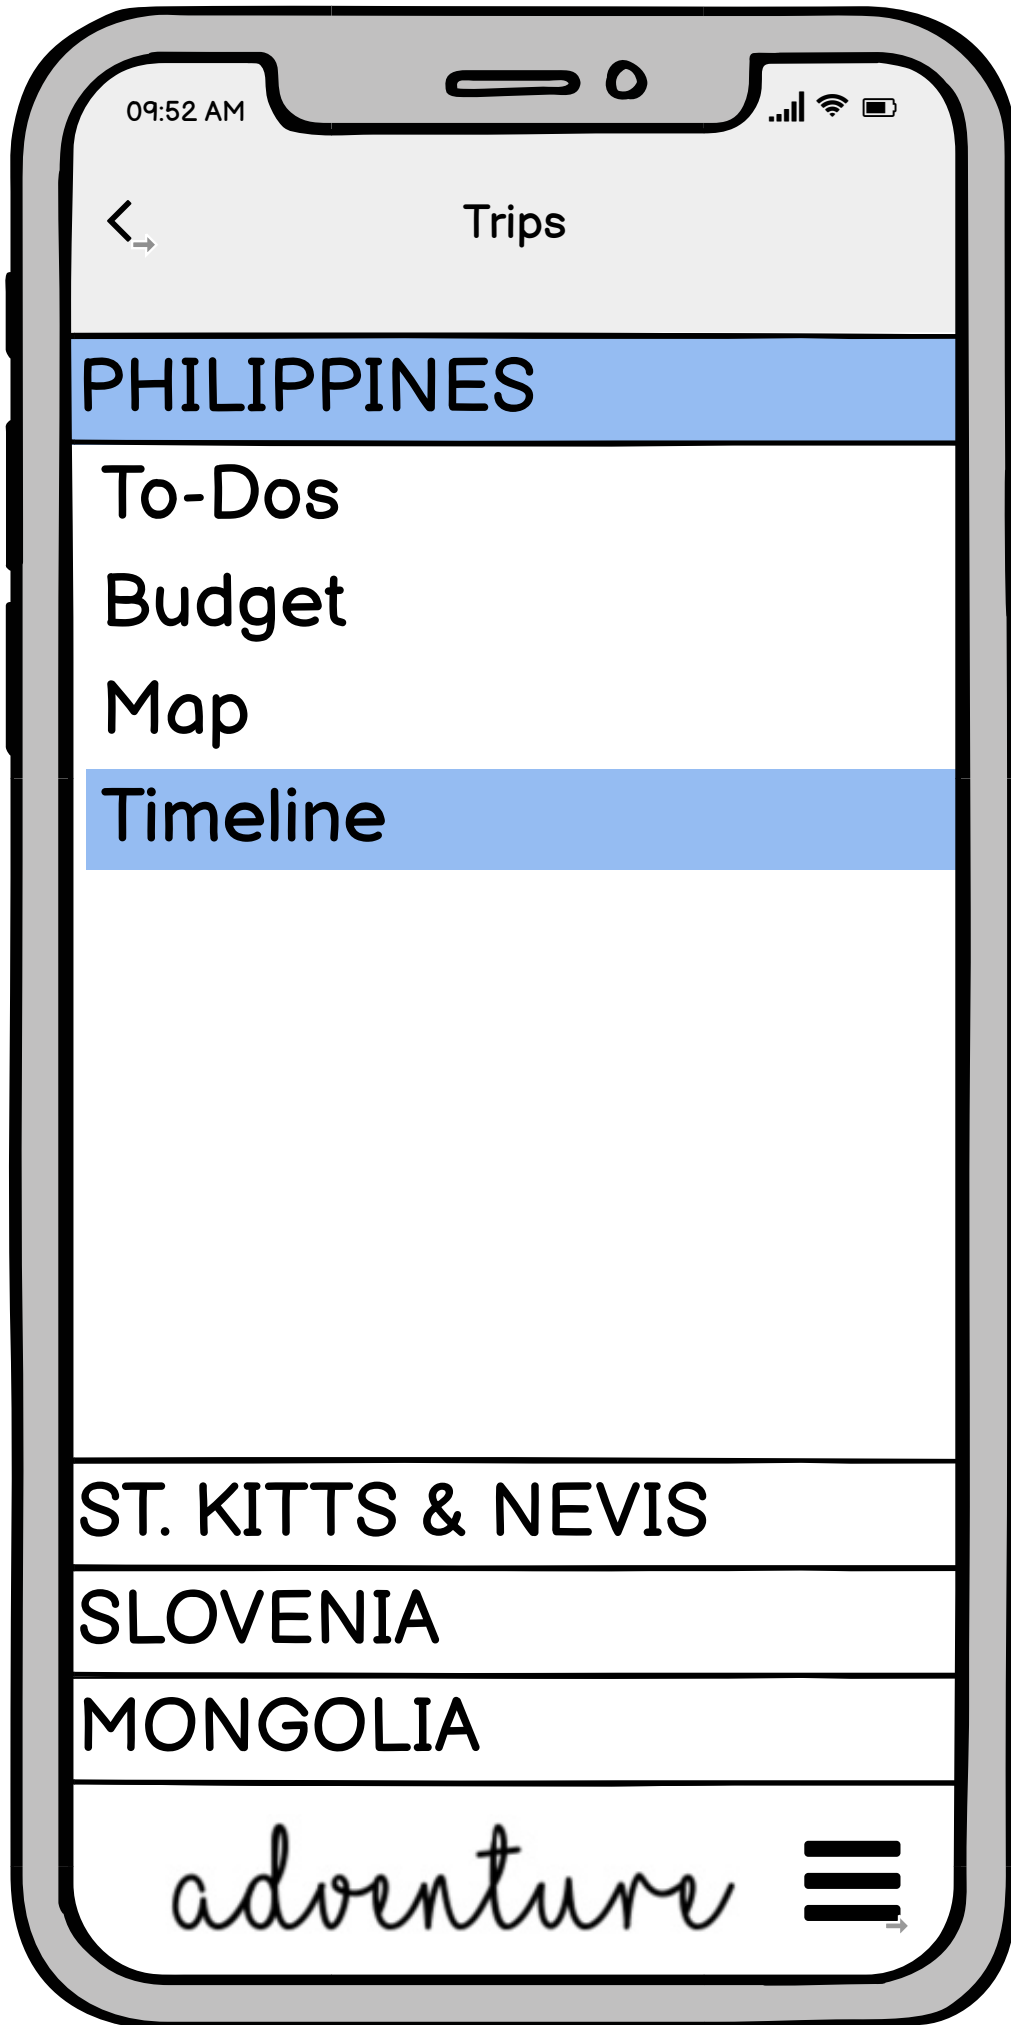 09:52 AM
Trips
PHILIPPINES
To-Dos
Budget
Map
Timeline
ST. KITTS & NEVIS
SLOVENIA
MONGOLIA
adventure